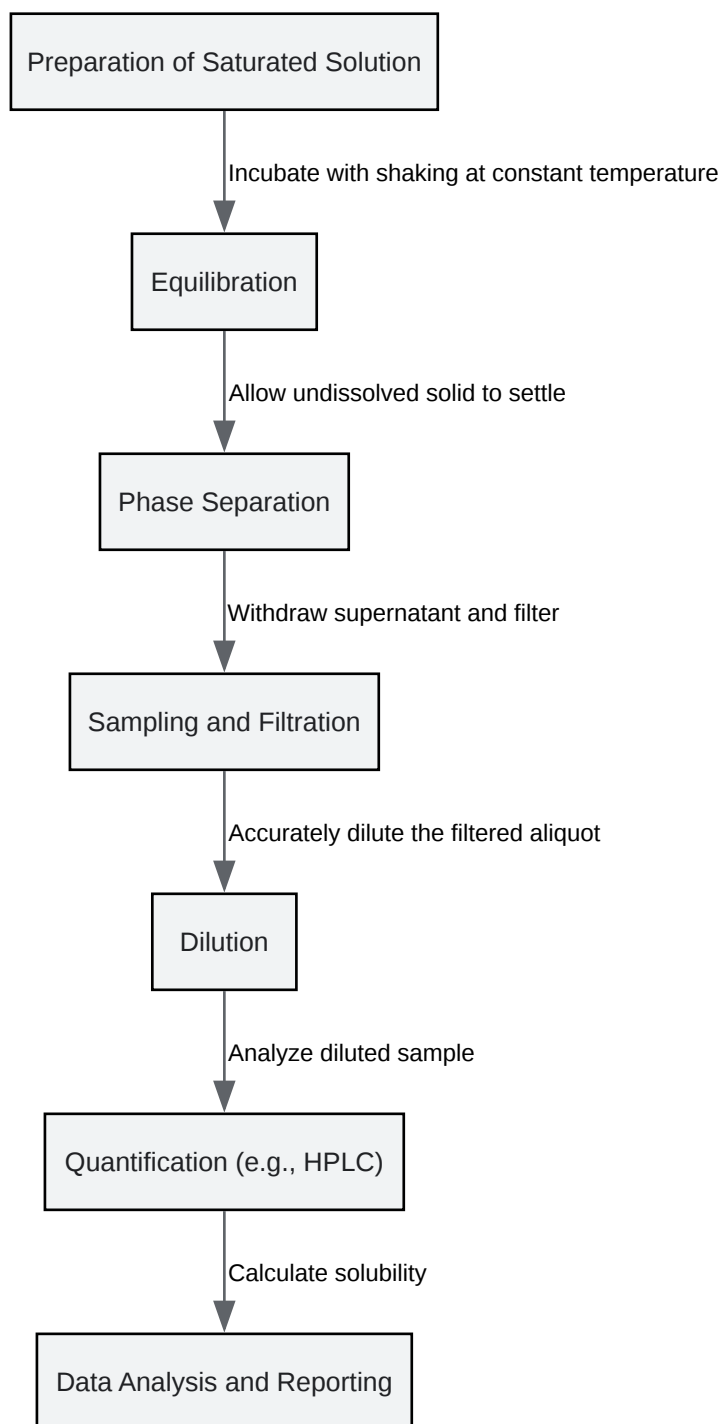 Preparation of Saturated Solution
Incubate with shaking at constant temperature
Equilibration
Allow undissolved solid to settle
Phase Separation
Withdraw supernatant and filter
Sampling and Filtration
Accurately dilute the filtered aliquot
Dilution
Analyze diluted sample
Quantification (e.g., HPLC)
Calculate solubility
Data Analysis and Reporting